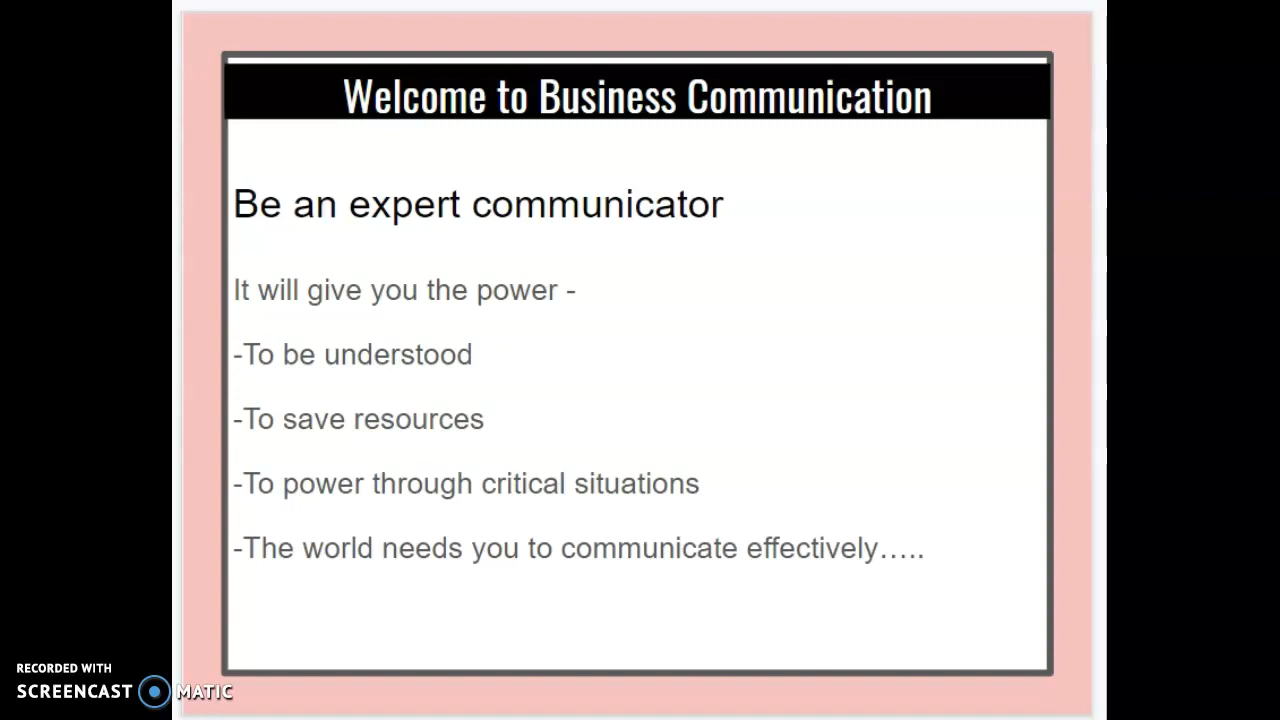 Welcome to Business Communication
Be an expert communicator
It will give you the power -
-To be understood
-To save resources
-To power through critical situations
-The world needs you to communicate effectively…..
RECORDED WITH
SCREENCAST MATIC